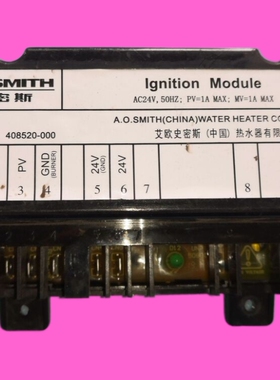 SMITH
密斯
Ignition Module
AC24V, 50HZ; PV=1A MAX; MV=1A MAX
A.O.SMITH(CHINA)WATER HEATER CO
408520-000
艾欧史密斯（中国）热水器有限
PV
GND
(BURNER)
24V
(GND)
24V
3 4 5 6 7 8